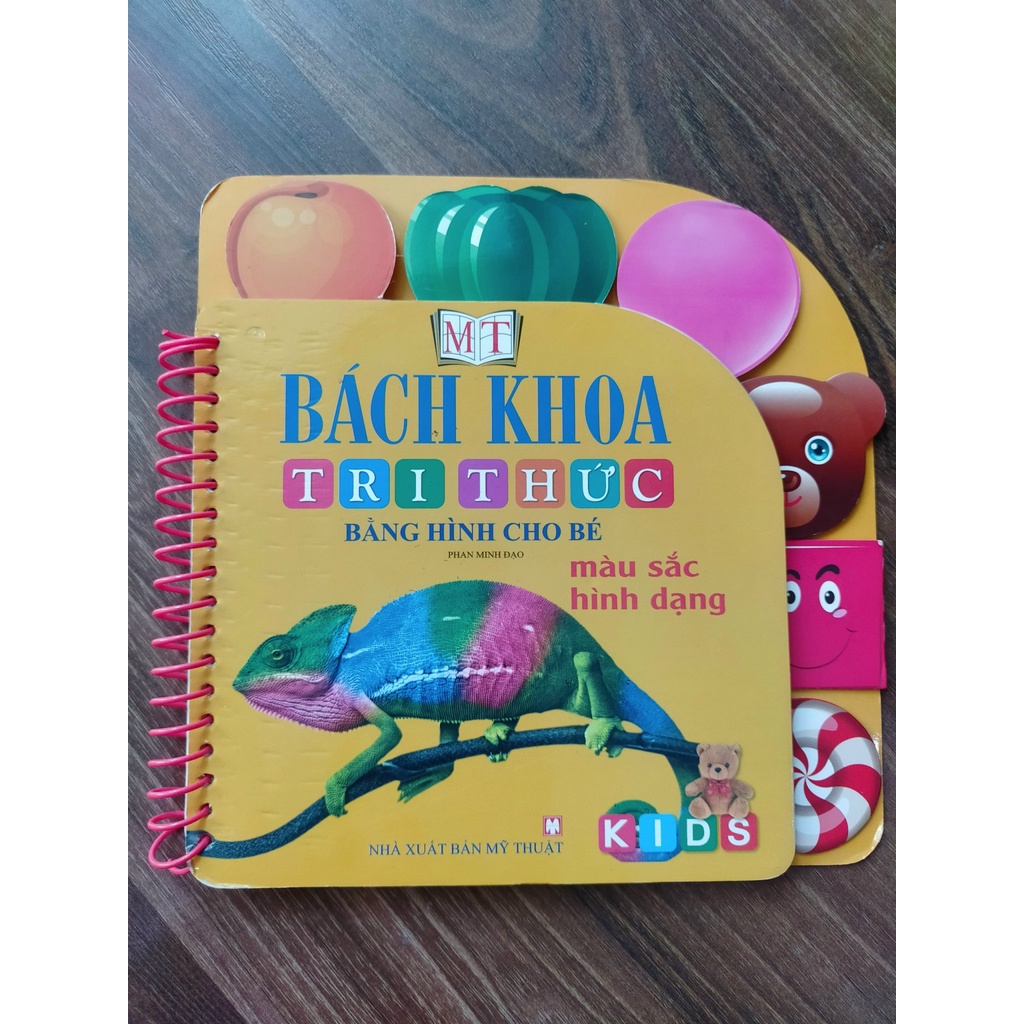 MT
BÁCH KHOA
TRI THỨC
BẰNG HÌNH CHO BÉ
PHAN MINH ĐẠO
màu sắc
hình dạng
KIDS
NHÀ XUẤT BẢN MỸ THUẬT